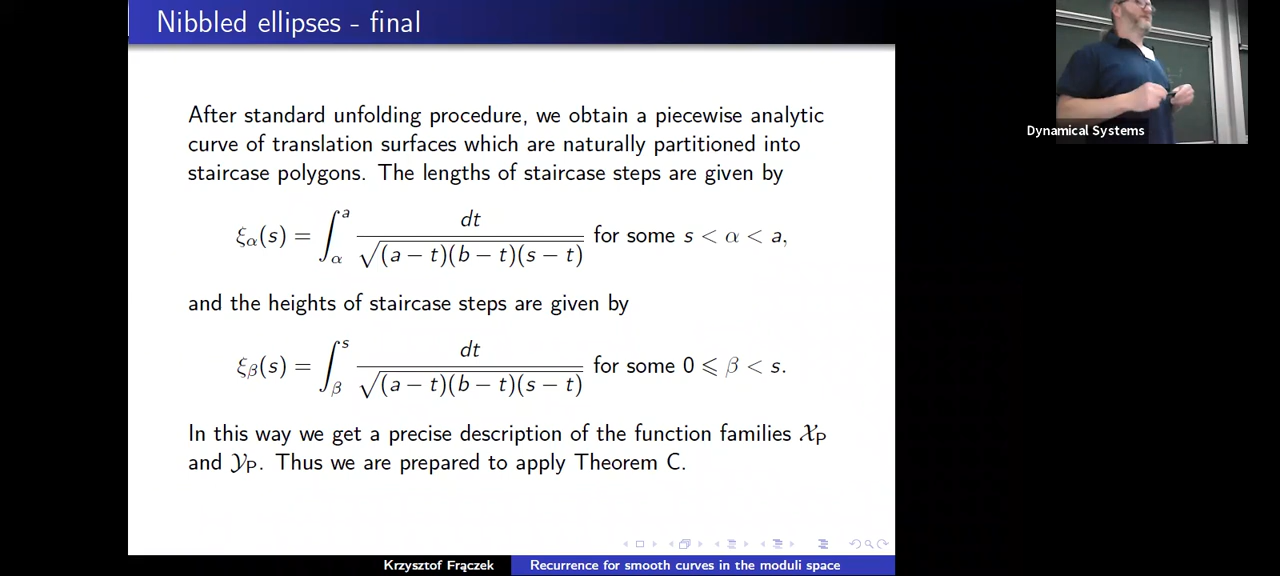 Nibbled ellipses - final
After standard unfolding procedure, we obtain a piecewise analytic
curve of translation surfaces which are naturally partitioned into
staircase polygons. The lengths of staircase steps are given by
ξ_α(s) = ∫_α^a dt / √((a − t)(b − t)(s − t)) for some s < α < a,
and the heights of staircase steps are given by
ξ_β(s) = ∫_β^s dt / √((a − t)(b − t)(s − t)) for some 0 ⩽ β < s.
In this way we get a precise description of the function families 𝒳_P
and 𝒴_P. Thus we are prepared to apply Theorem C.
Krzysztof Frączek
Recurrence for smooth curves in the moduli space
Dynamical Systems